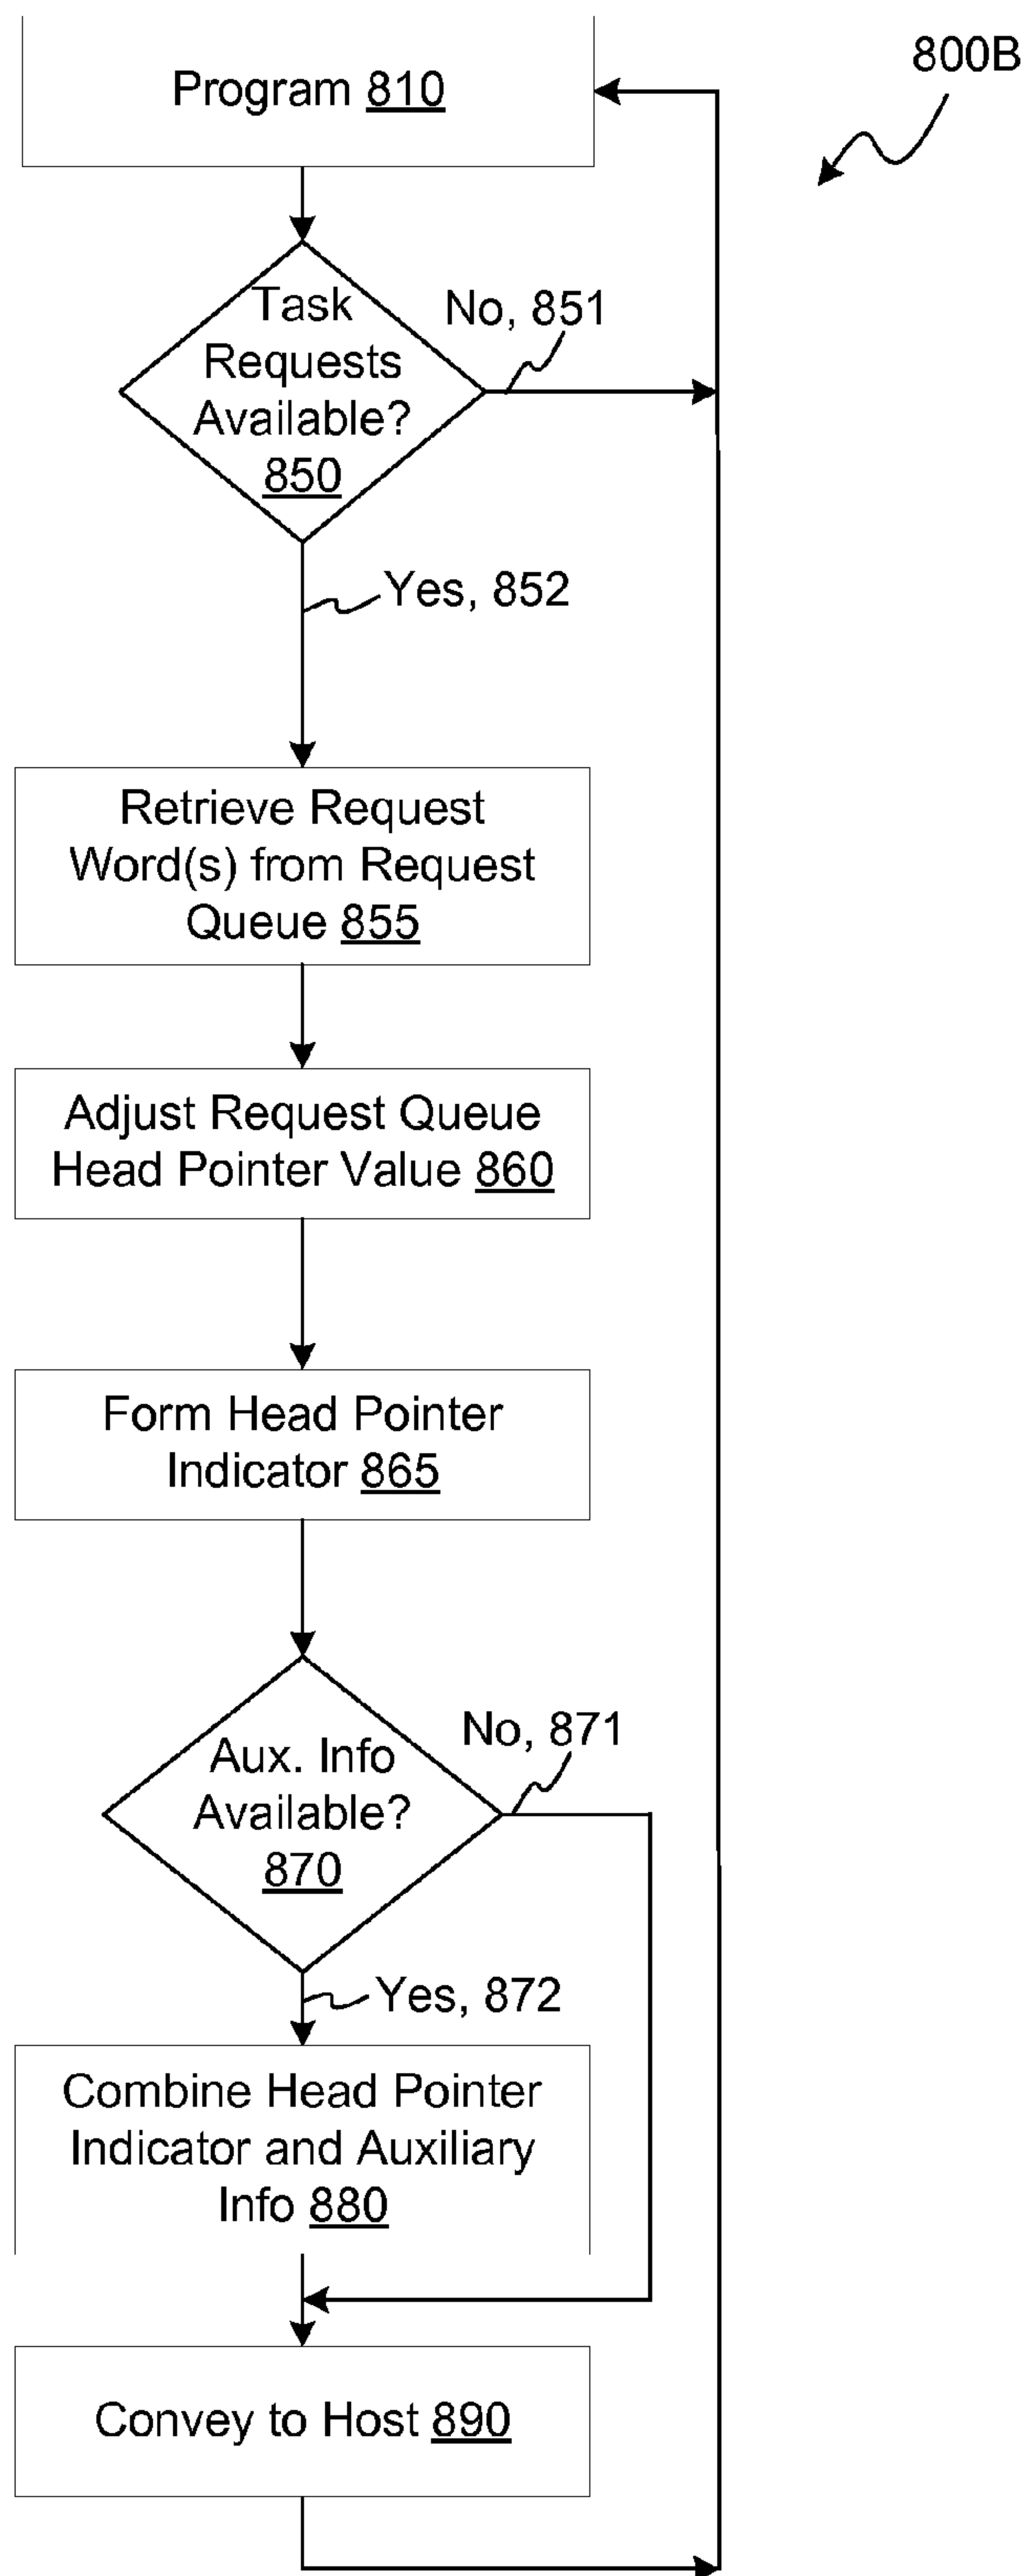 800B
Program 810
Task
Requests
Available?
850
No, 851
Yes, 852
Retrieve Request
Word(s) from Request
Queue 855
Adjust Request Queue
Head Pointer Value 860
Form Head Pointer
Indicator 865
Aux. Info
Available?
870
No, 871
Yes, 872
Combine Head Pointer
Indicator and Auxiliary
Info 880
Convey to Host 890